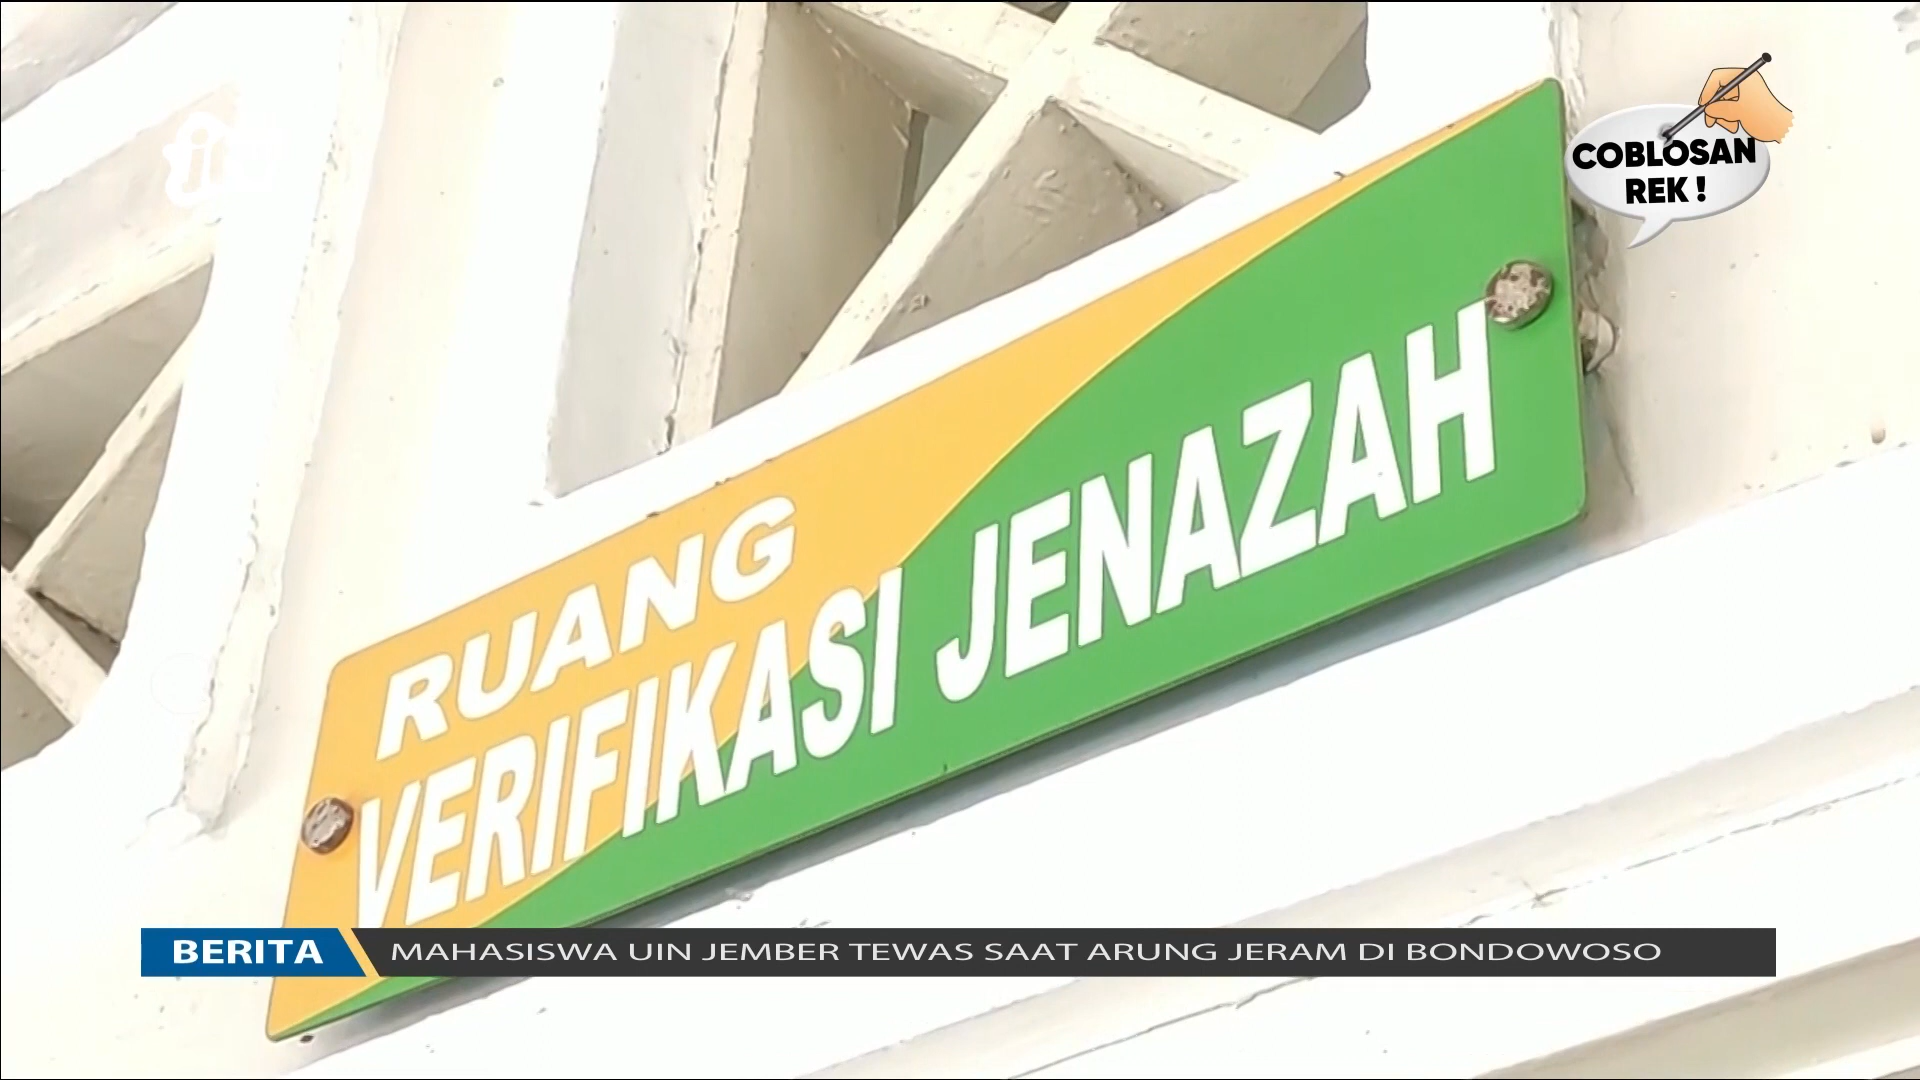 COBLOSAN
REK !
RUANG
VERIFIKASI JENAZAH
BERITA
MAHASISWA UIN JEMBER TEWAS SAAT ARUNG JERAM DI BONDOWOSO